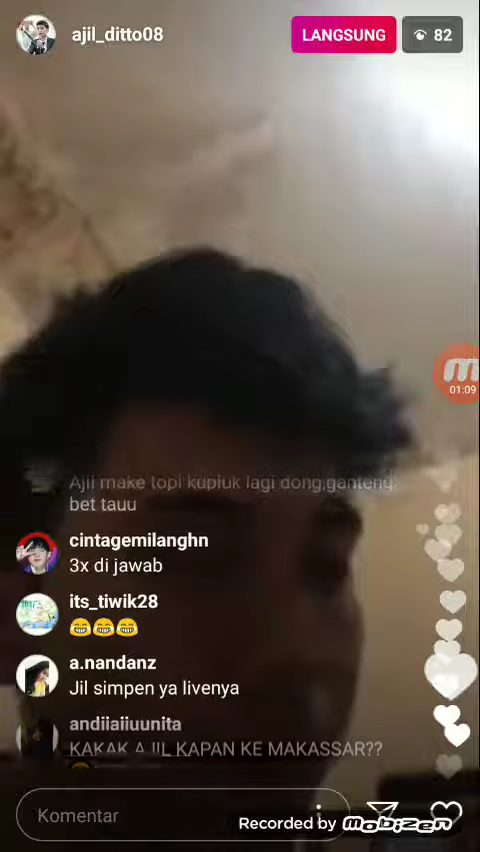 ajil_ditto08
LANGSUNG
82
01:09
Ajil make topi kupluk lagi dong,ganteng
bet tauu
cintagemilanghn
3x di jawab
its_tiwik28
😂😂😂
a.nandanz
Jil simpen ya livenya
andiiaiiuunita
KAKAK AJIL KAPAN KE MAKASSAR??
Komentar
Recorded by mobizen